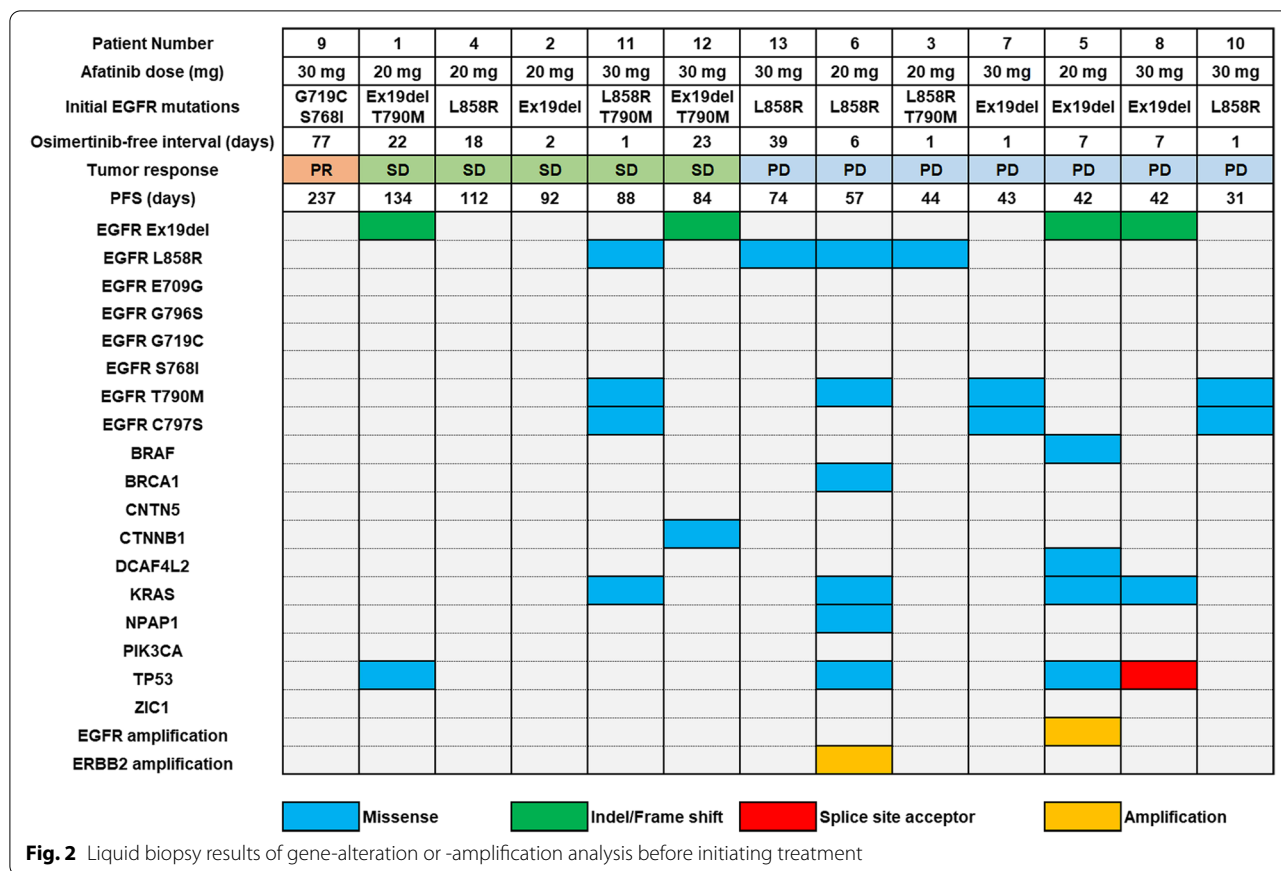 Patient Number 9 1 4 2 11 12 13 6 3 7 5 8 10
Afatinib dose (mg) 30 mg 20 mg 20 mg 20 mg 30 mg 30 mg 30 mg 20 mg 20 mg 30 mg 20 mg 30 mg 30 mg
Initial EGFR mutations G719C S768I Ex19del T790M L858R Ex19del L858R T790M Ex19del T790M L858R L858R L858R T790M Ex19del Ex19del Ex19del L858R
Osimertinib-free interval (days) 77 22 18 2 1 23 39 6 1 1 7 7 1
Tumor response PR SD SD SD SD SD PD PD PD PD PD PD PD
PFS (days) 237 134 112 92 88 84 74 57 44 43 42 42 31
EGFR Ex19del
EGFR L858R
EGFR E709G
EGFR G796S
EGFR G719C
EGFR S768I
EGFR T790M
EGFR C797S
BRAF
BRCA1
CNTN5
CTNNB1
DCAF4L2
KRAS
NPAP1
PIK3CA
TP53
ZIC1
EGFR amplification
ERBB2 amplification
Missense Indel/Frame shift Splice site acceptor Amplification
Fig. 2 Liquid biopsy results of gene-alteration or -amplification analysis before initiating treatment